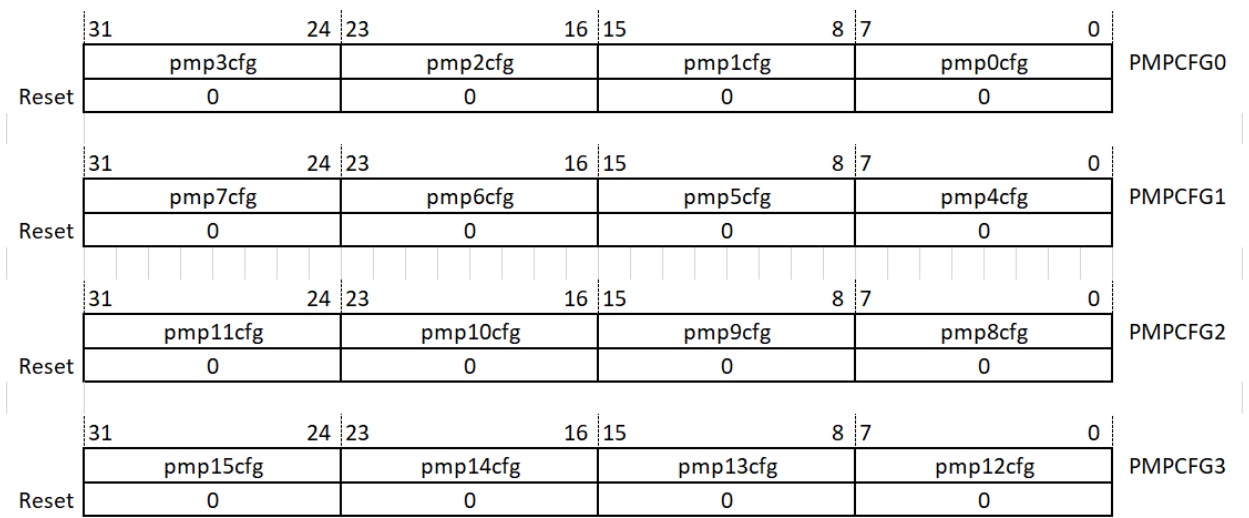 31 24 23 16 15 8 7 0
pmp3cfg pmp2cfg pmp1cfg pmp0cfg PMPCFG0
Reset 0 0 0 0
31 24 23 16 15 8 7 0
pmp7cfg pmp6cfg pmp5cfg pmp4cfg PMPCFG1
Reset 0 0 0 0
31 24 23 16 15 8 7 0
pmp11cfg pmp10cfg pmp9cfg pmp8cfg PMPCFG2
Reset 0 0 0 0
31 24 23 16 15 8 7 0
pmp15cfg pmp14cfg pmp13cfg pmp12cfg PMPCFG3
Reset 0 0 0 0